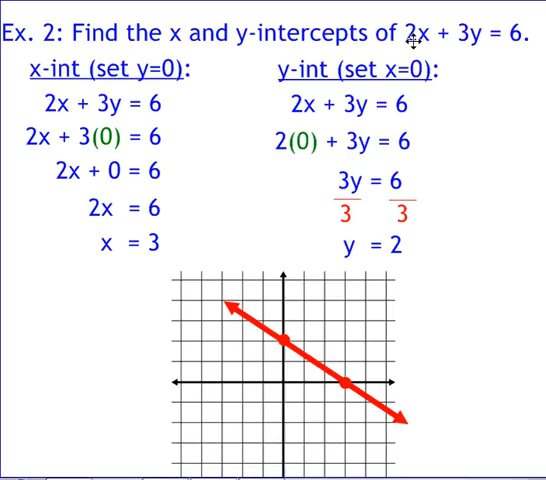 Ex. 2: Find the x and y-intercepts of 2x + 3y = 6.
x-int (set y=0):
2x + 3y = 6
2x + 3(0) = 6
2x + 0 = 6
2x = 6
x = 3
y-int (set x=0):
2x + 3y = 6
2(0) + 3y = 6
3y = 6
3 3
y = 2